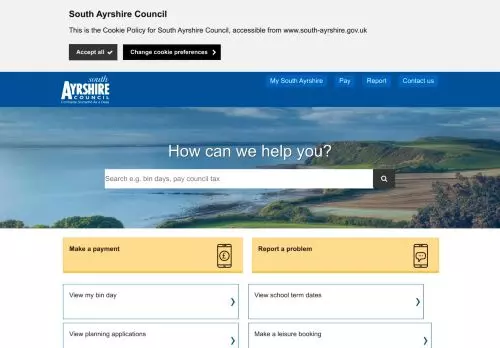 South Ayrshire Council
This is the Cookie Policy for South Ayrshire Council, accessible from www.south-ayrshire.gov.uk
Accept all ✓
Change cookie preferences ›
south
AYRSHIRE
COUNCIL
My South Ayrshire
Pay
Report
Contact us
How can we help you?
Search e.g. bin days, pay council tax
Make a payment
£
Report a problem
View my bin day
View school term dates
View planning applications
Make a leisure booking